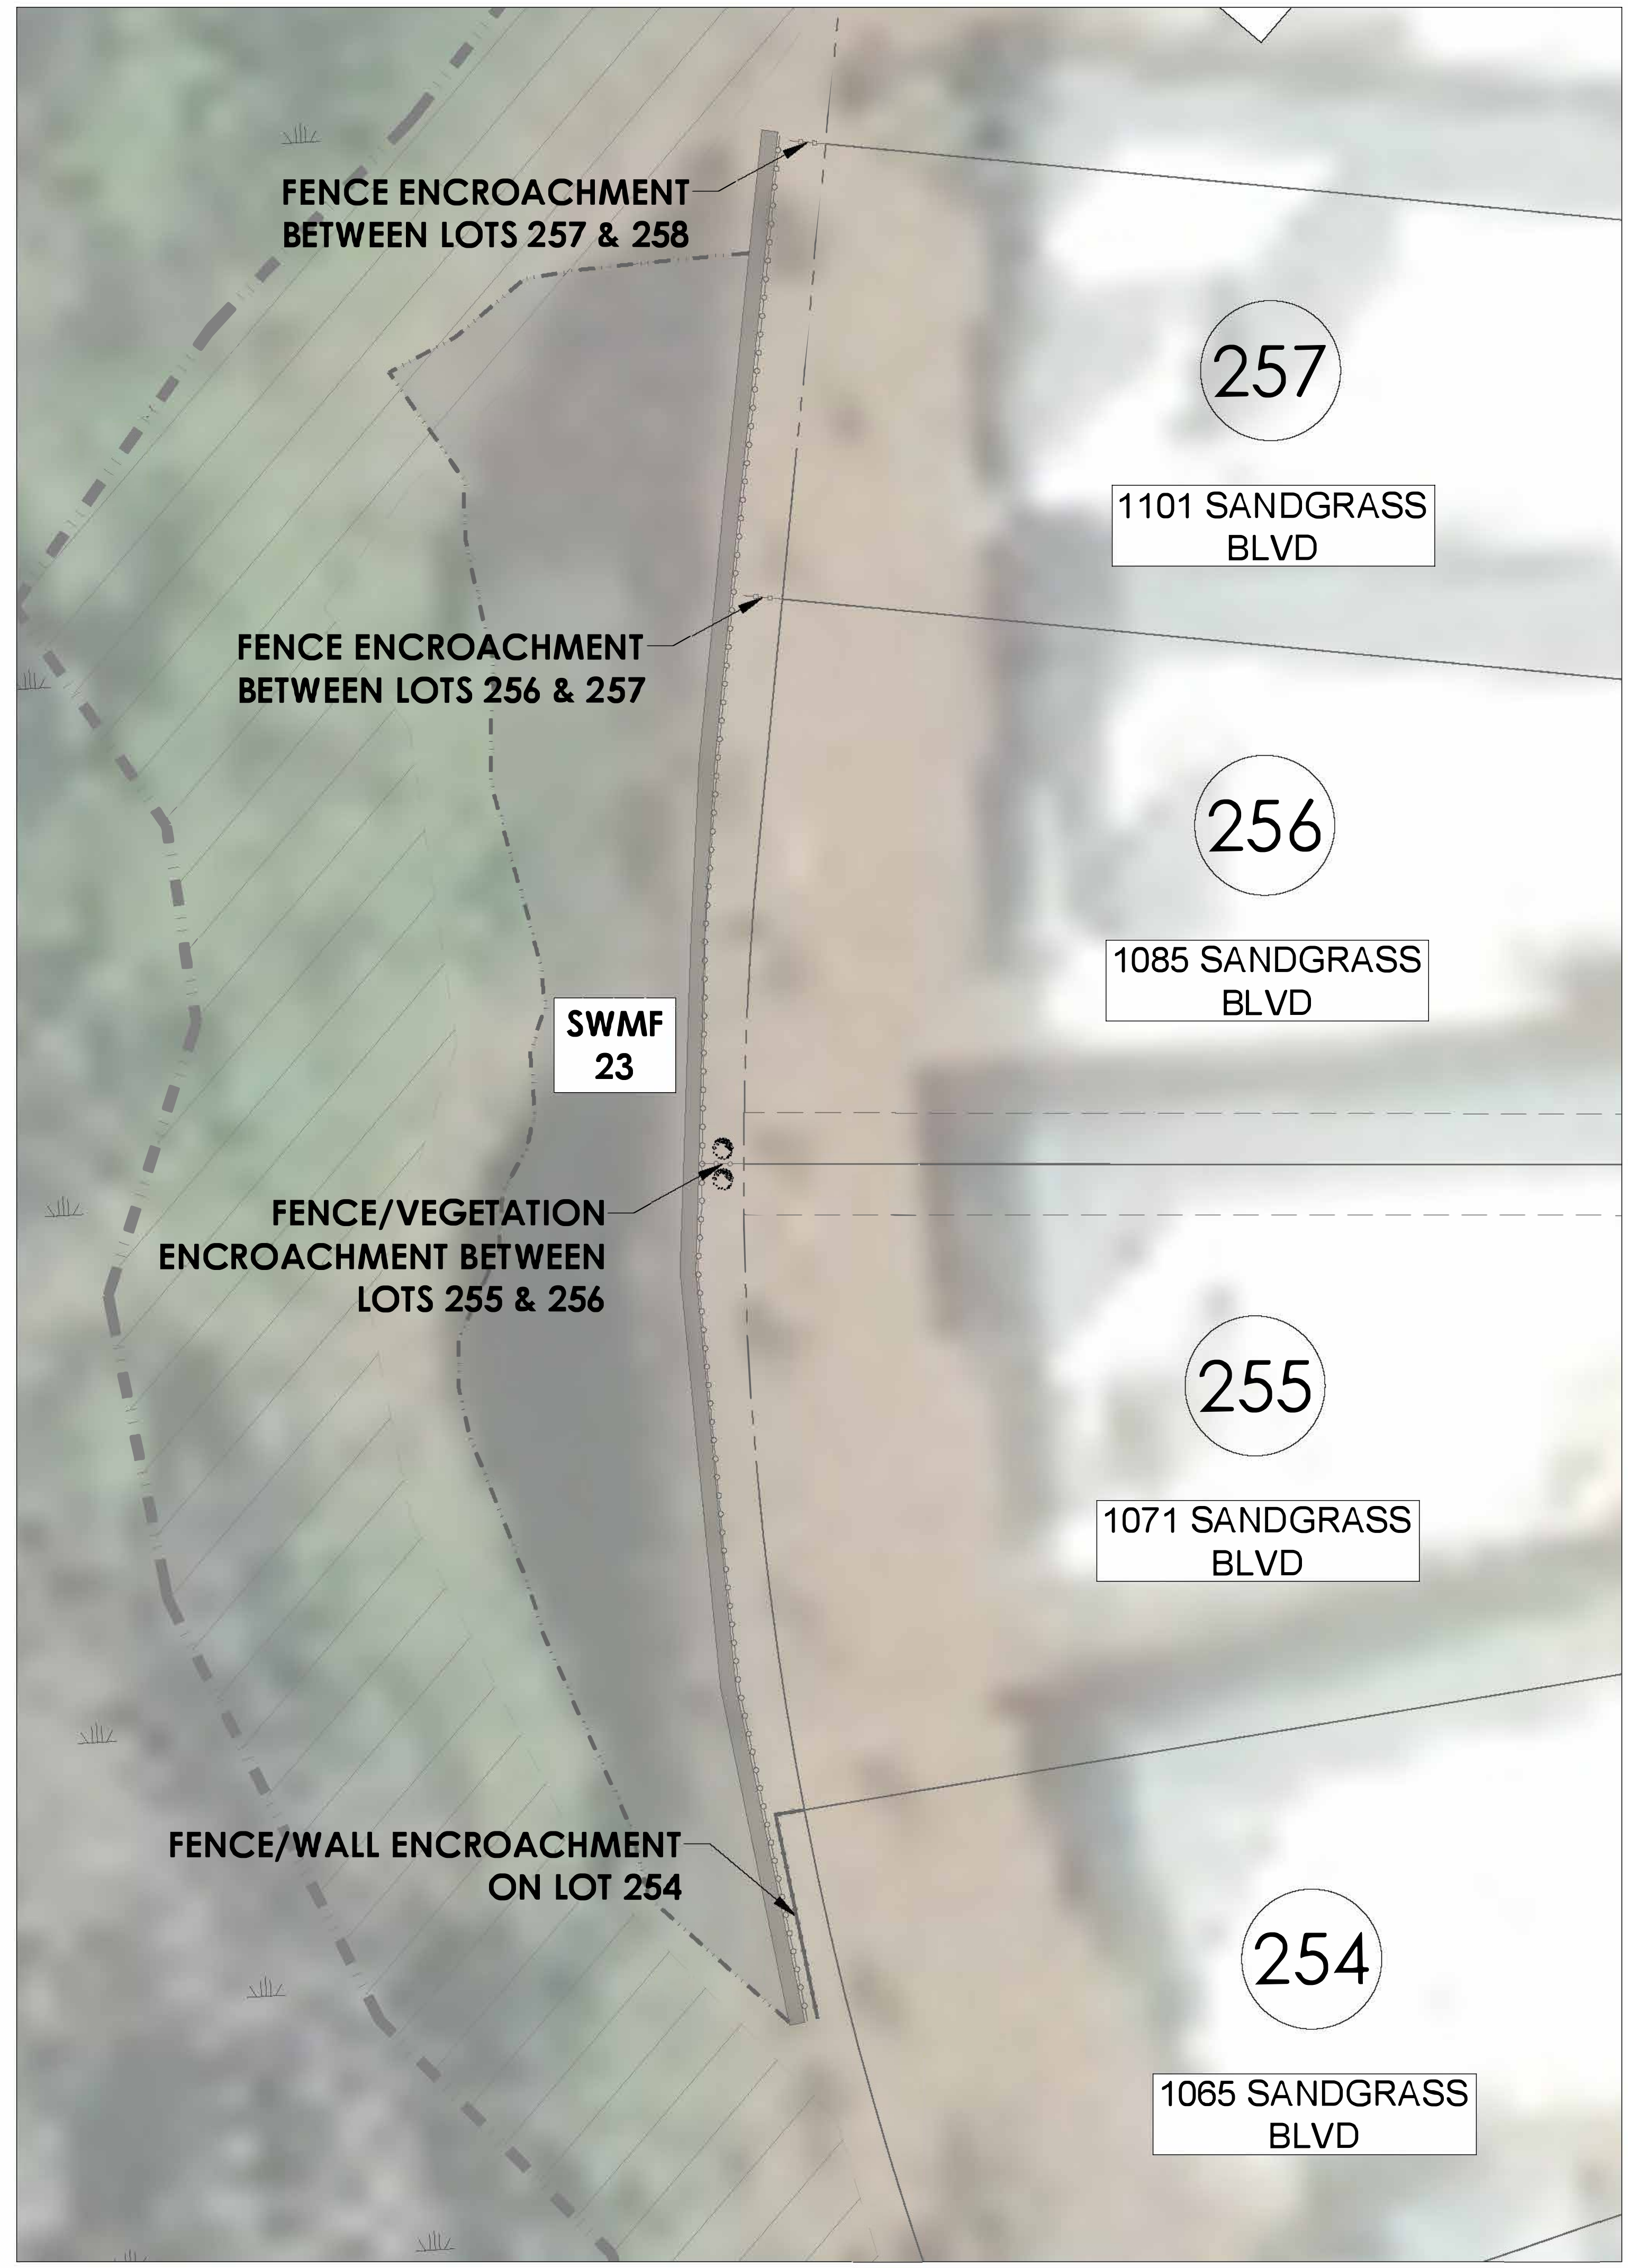 FENCE ENCROACHMENT
BETWEEN LOTS 257 & 258
257
1101 SANDGRASS
BLVD
FENCE ENCROACHMENT
BETWEEN LOTS 256 & 257
256
1085 SANDGRASS
BLVD
SWMF
23
FENCE/VEGETATION
ENCROACHMENT BETWEEN
LOTS 255 & 256
255
1071 SANDGRASS
BLVD
FENCE/WALL ENCROACHMENT
ON LOT 254
254
1065 SANDGRASS
BLVD